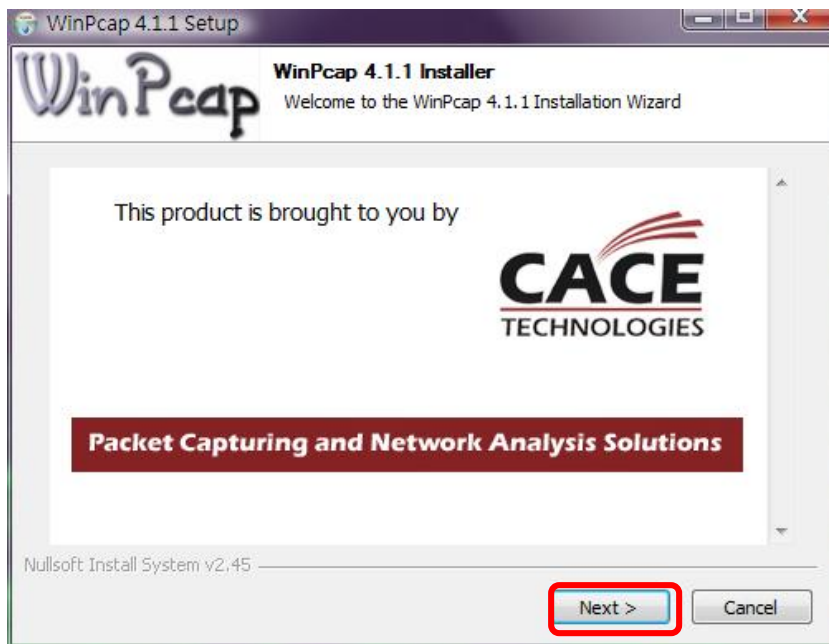 WinPcap 4.1.1 Setup
WinPcap
WinPcap 4.1.1 Installer
Welcome to the WinPcap 4.1.1 Installation Wizard
This product is brought to you by
CACE
TECHNOLOGIES
Packet Capturing and Network Analysis Solutions
Nullsoft Install System v2.45
Next >
Cancel